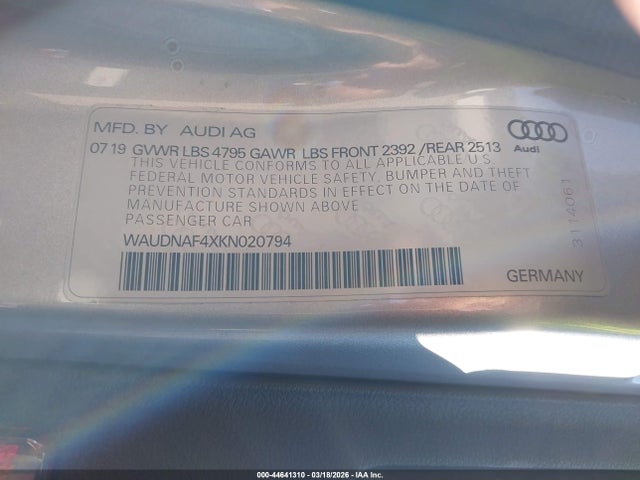 MFD. BY AUDI AG
07 19 GVWR LBS 4795 GAWR LBS FRONT 2392 /REAR 2513
THIS VEHICLE CONFORMS TO ALL APPLICABLE U.S.
FEDERAL MOTOR VEHICLE SAFETY, BUMPER AND THEFT
PREVENTION STANDARDS IN EFFECT ON THE DATE OF
MANUFACTURE SHOWN ABOVE
PASSENGER CAR
WAUDNAF4XKN020794
Audi
3114061
GERMANY
000-44641310 | 03/18/2026 | IAA Inc.